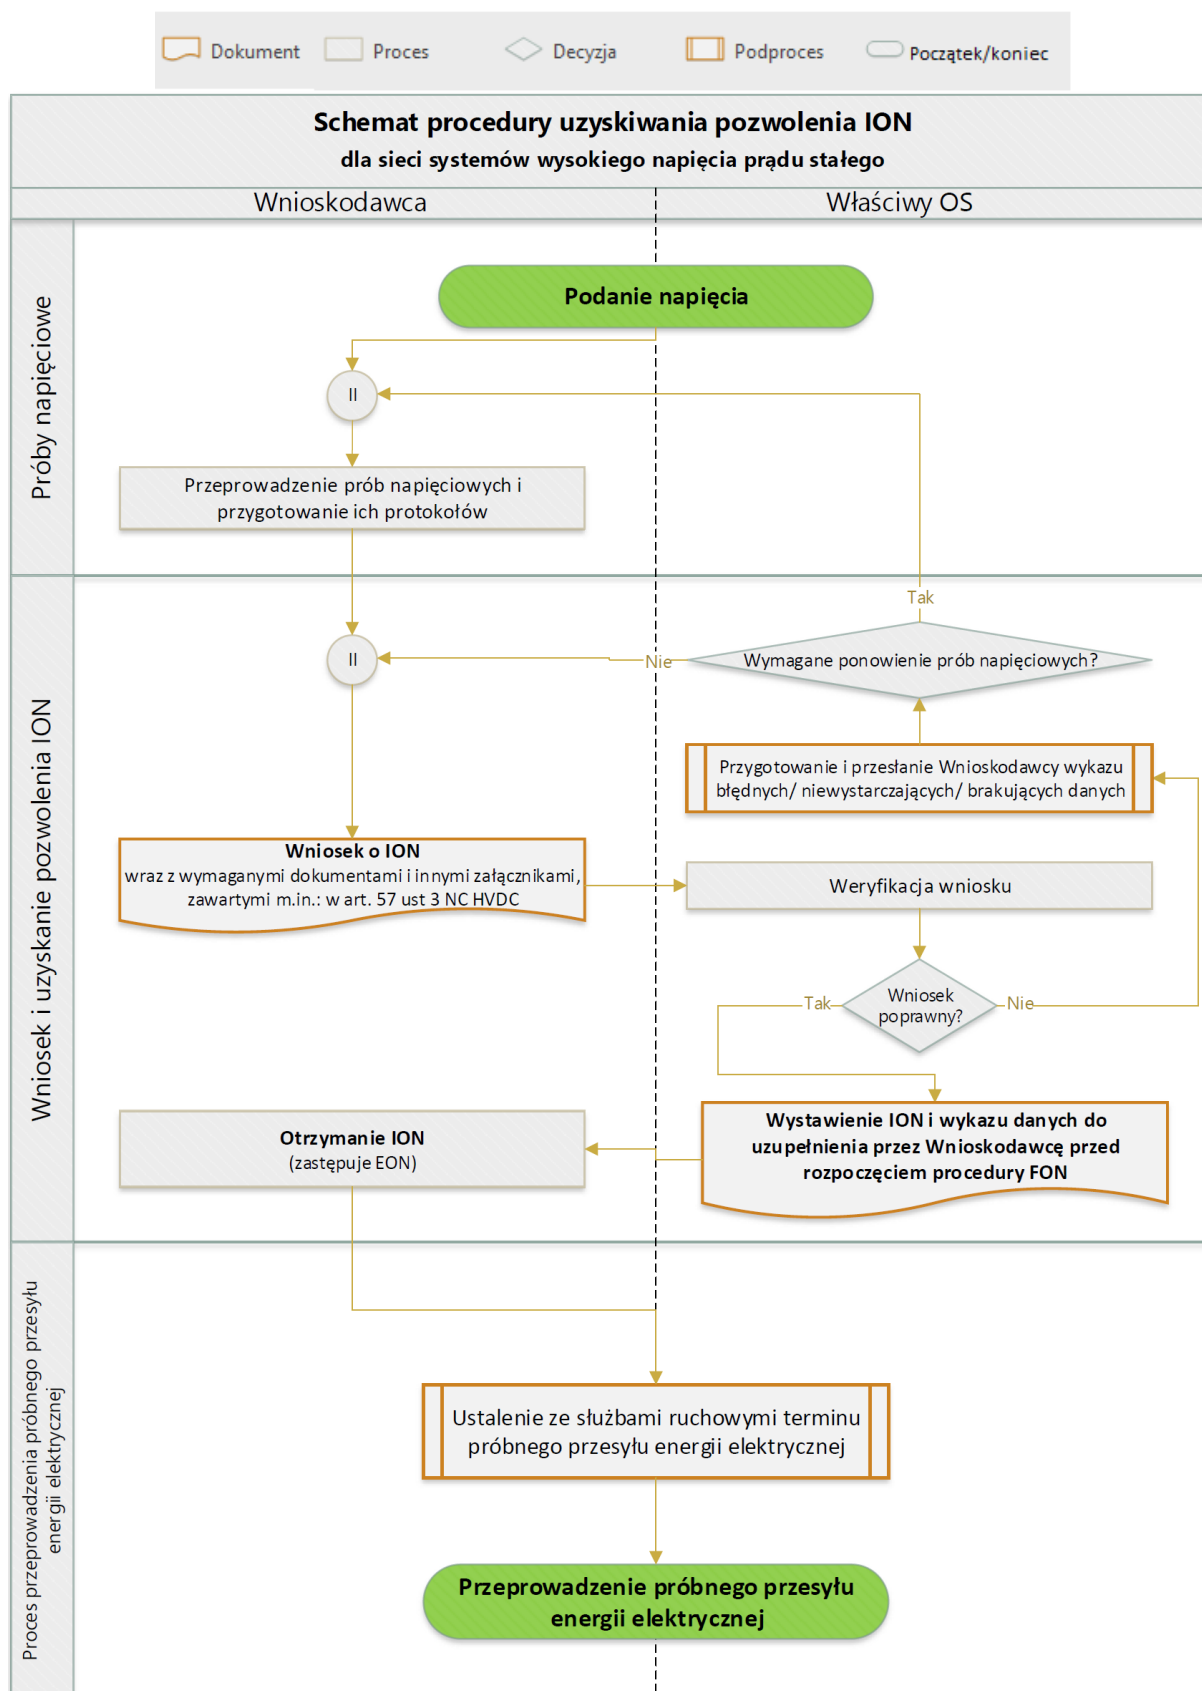 Dokument
Proces
Decyzja
Podproces
Początek/koniec
Schemat procedury uzyskiwania pozwolenia ION
dla sieci systemów wysokiego napięcia prądu stałego
Wnioskodawca
Właściwy OS
Próby napięciowe
Podanie napięcia
II
Przeprowadzenie prób napięciowych i
przygotowanie ich protokołów
Wniosek i uzyskanie pozwolenia ION
Tak
II
Nie
Wymagane ponowienie prób napięciowych?
Przygotowanie i przesłanie Wnioskodawcy wykazu
błędnych/ niewystarczających/ brakujących danych
Wniosek o ION
wraz z wymaganymi dokumentami i innymi załącznikami,
zawartymi m.in.: w art. 57 ust 3 NC HVDC
Weryfikacja wniosku
Tak
Wniosek
poprawny?
Nie
Otrzymanie ION
(zastępuje EON)
Wystawienie ION i wykazu danych do
uzupełnienia przez Wnioskodawcę przed
rozpoczęciem procedury FON
Proces przeprowadzenia próbnego przesyłu
energii elektrycznej
Ustalenie ze służbami ruchowymi terminu
próbnego przesyłu energii elektrycznej
Przeprowadzenie próbnego przesyłu
energii elektrycznej